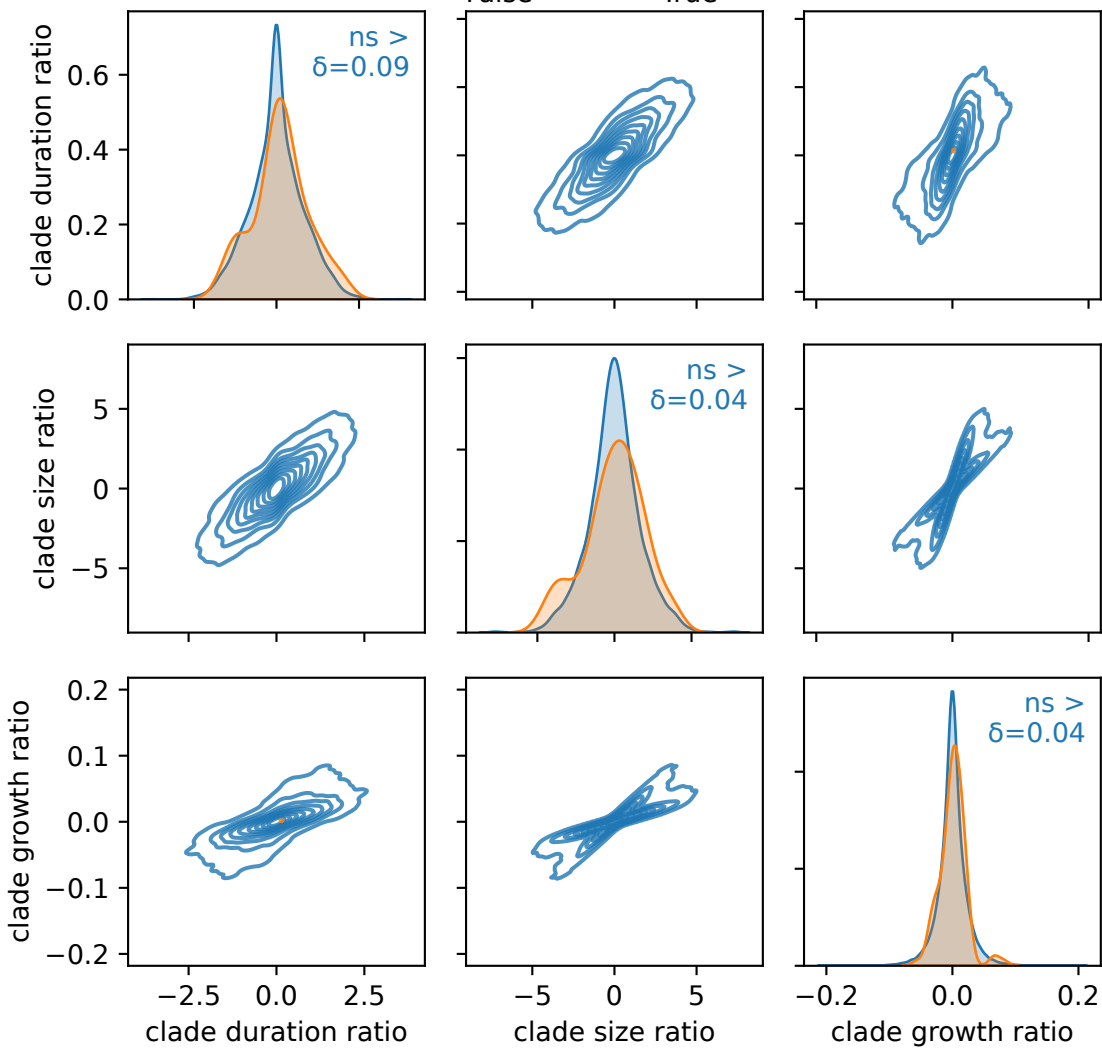 clade duration ratio
0.6
0.4
0.2
0.0
ns >
δ=0.09
clade size ratio
5
0
−5
ns >
δ=0.04
clade growth ratio
0.2
0.1
0.0
−0.1
−0.2
ns >
δ=0.04
−2.5 0.0 2.5
−5 0 5
−0.2 0.0 0.2
clade duration ratio
clade size ratio
clade growth ratio